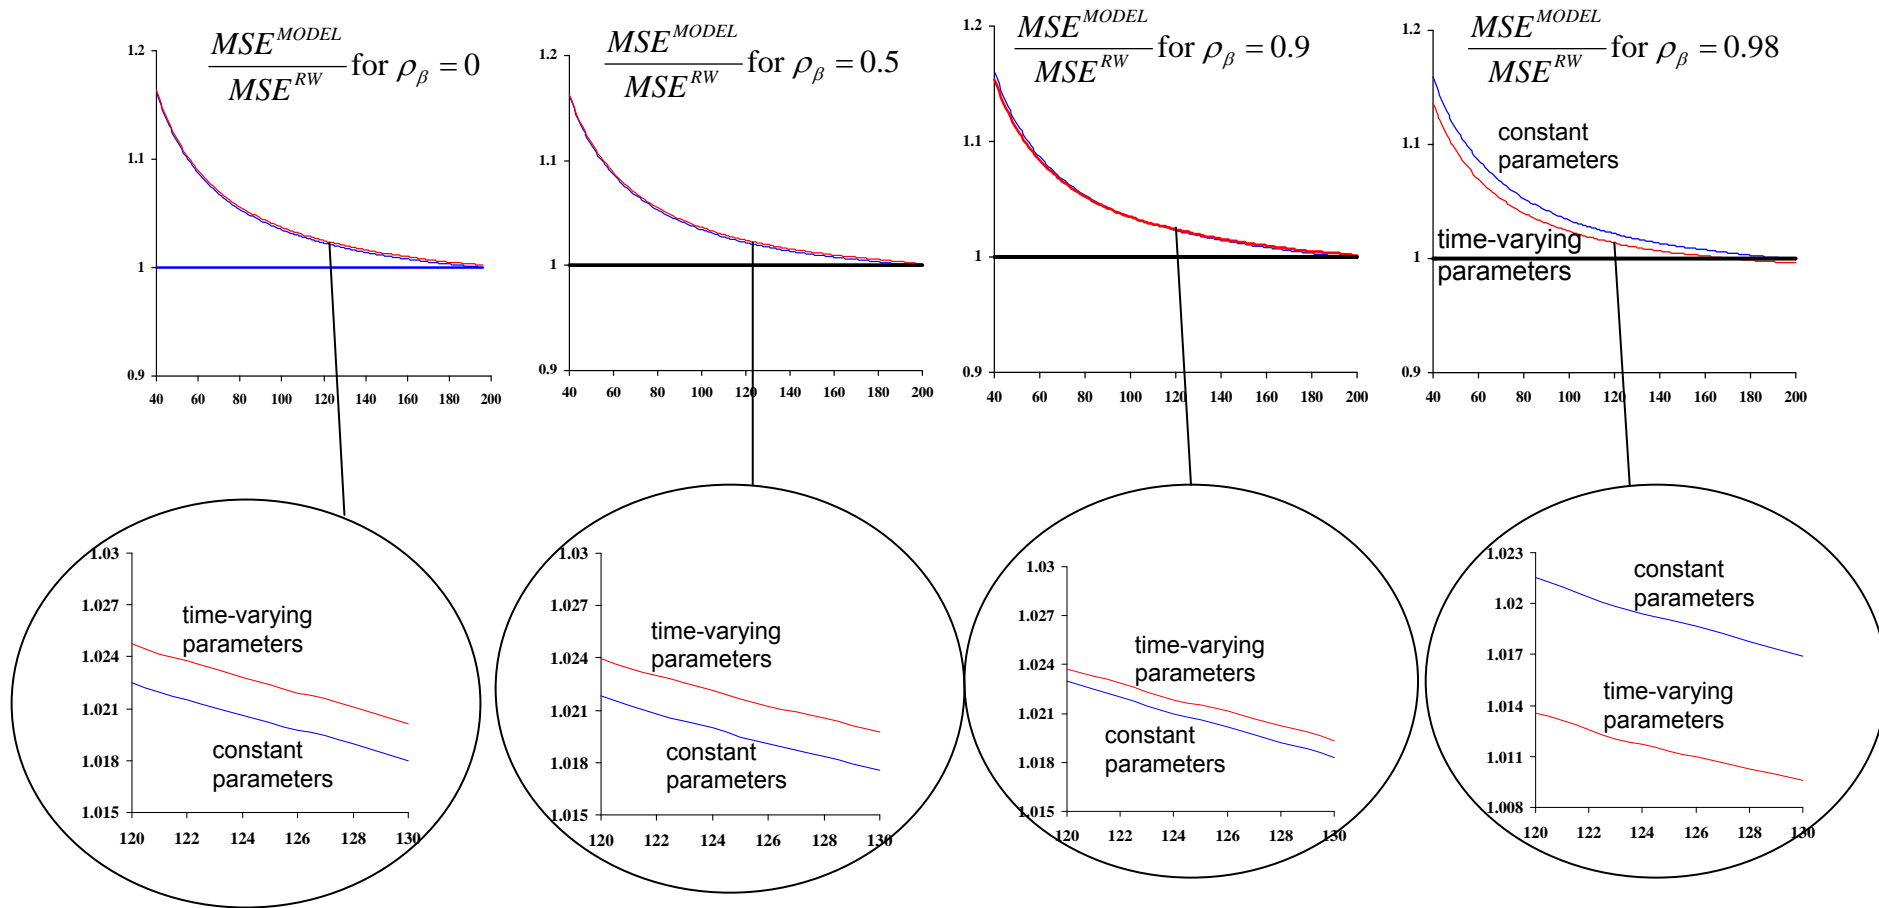 MSE^{MODEL}
MSE^{RW}
for ρ_β = 0
1.2
1.1
1
0.9
40 60 80 100 120 140 160 180 200
MSE^{MODEL}
MSE^{RW}
for ρ_β = 0.5
1.2
1.1
1
0.9
40 60 80 100 120 140 160 180 200
MSE^{MODEL}
MSE^{RW}
for ρ_β = 0.9
1.2
1.1
1
0.9
40 60 80 100 120 140 160 180 200
MSE^{MODEL}
MSE^{RW}
for ρ_β = 0.98
1.2
1.1
1
0.9
constant
parameters
time-varying
parameters
40 60 80 100 120 140 160 180 200
1.03
1.027
1.024
1.021
1.018
1.015
time-varying
parameters
constant
parameters
120 122 124 126 128 130
1.03
1.027
1.024
1.021
1.018
1.015
time-varying
parameters
constant
parameters
120 122 124 126 128 130
1.03
1.027
1.024
1.021
1.018
1.015
time-varying
parameters
constant
parameters
120 122 124 126 128 130
1.023
1.02
1.017
1.014
1.011
1.008
constant
parameters
time-varying
parameters
120 122 124 126 128 130